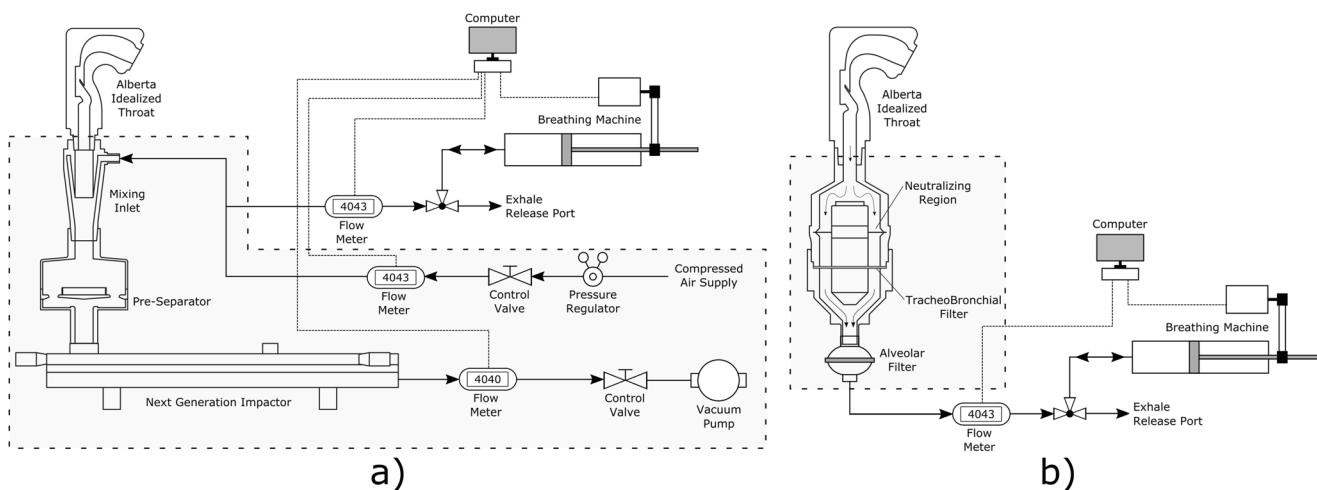 Computer
Alberta
Idealized
Throat
Breathing Machine
Mixing
Inlet
4043
Flow
Meter
Exhale
Release Port
4043
Flow
Meter
Control
Valve
Pressure
Regulator
Compressed
Air Supply
Pre-Separator
Next Generation Impactor
4040
Flow
Meter
Control
Valve
Vacuum
Pump
a)
Alberta
Idealized
Throat
Neutralizing
Region
TracheoBronchial
Filter
Alveolar
Filter
Computer
Breathing Machine
4043
Flow
Meter
Exhale
Release Port
b)